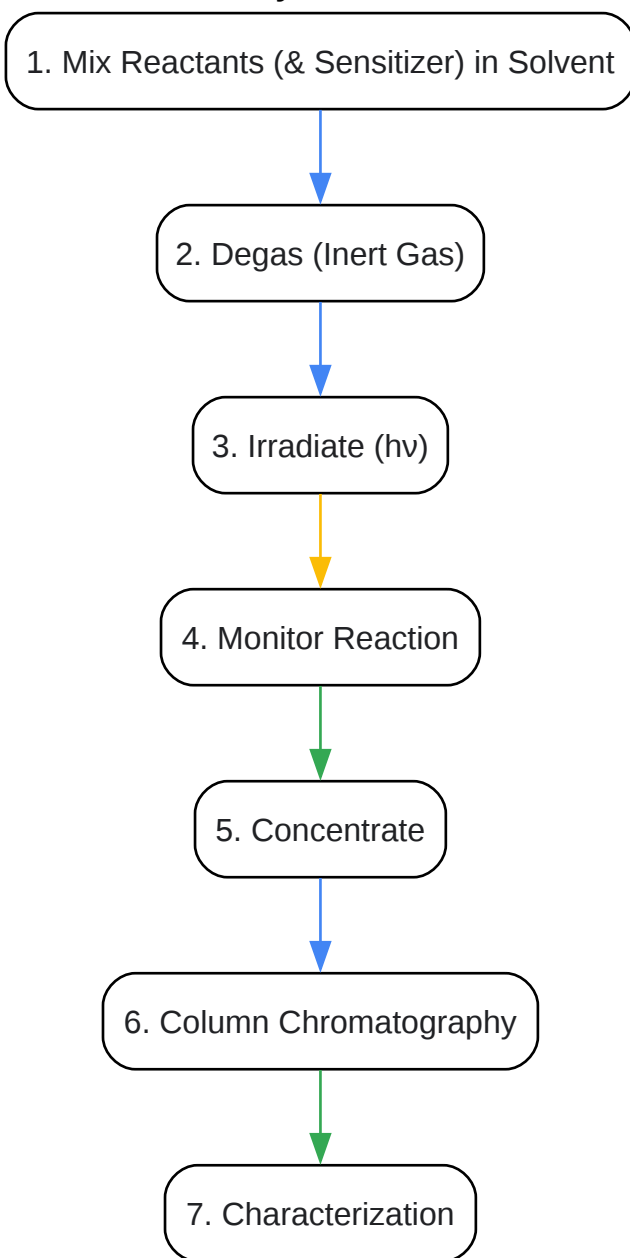 1. Mix Reactants (& Sensitizer) in Solvent
2. Degas (Inert Gas)
3. Irradiate (hν)
4. Monitor Reaction
5. Concentrate
6. Column Chromatography
7. Characterization